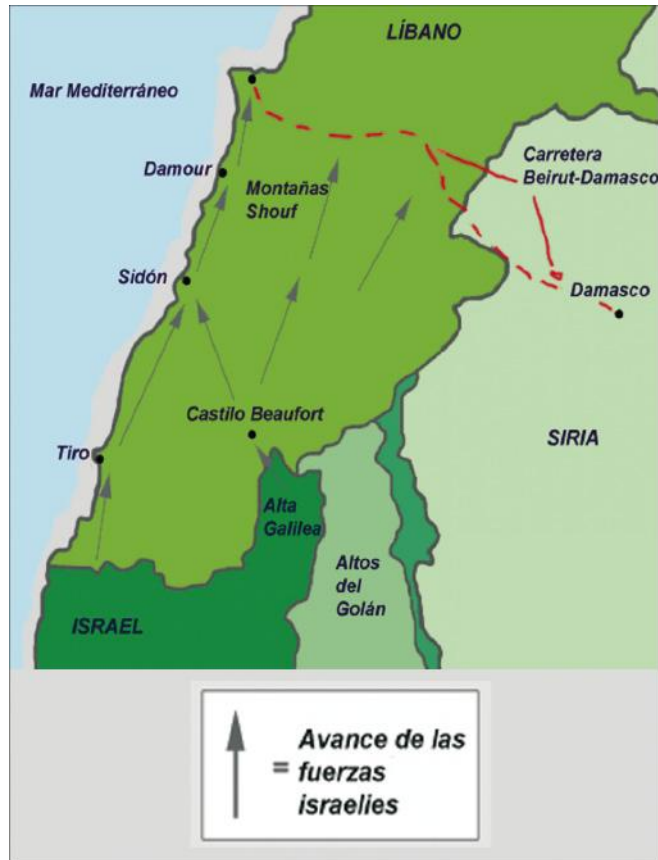 LÍBANO
Mar Mediterráneo
Carretera
Beirut-Damasco
Damour
Montañas
Shouf
Sidón
Damasco
Castilo Beaufort
Tiro
SIRIA
Alta
Galilea
Altos
del
Golán
ISRAEL
Avance de las
= fuerzas
israelies